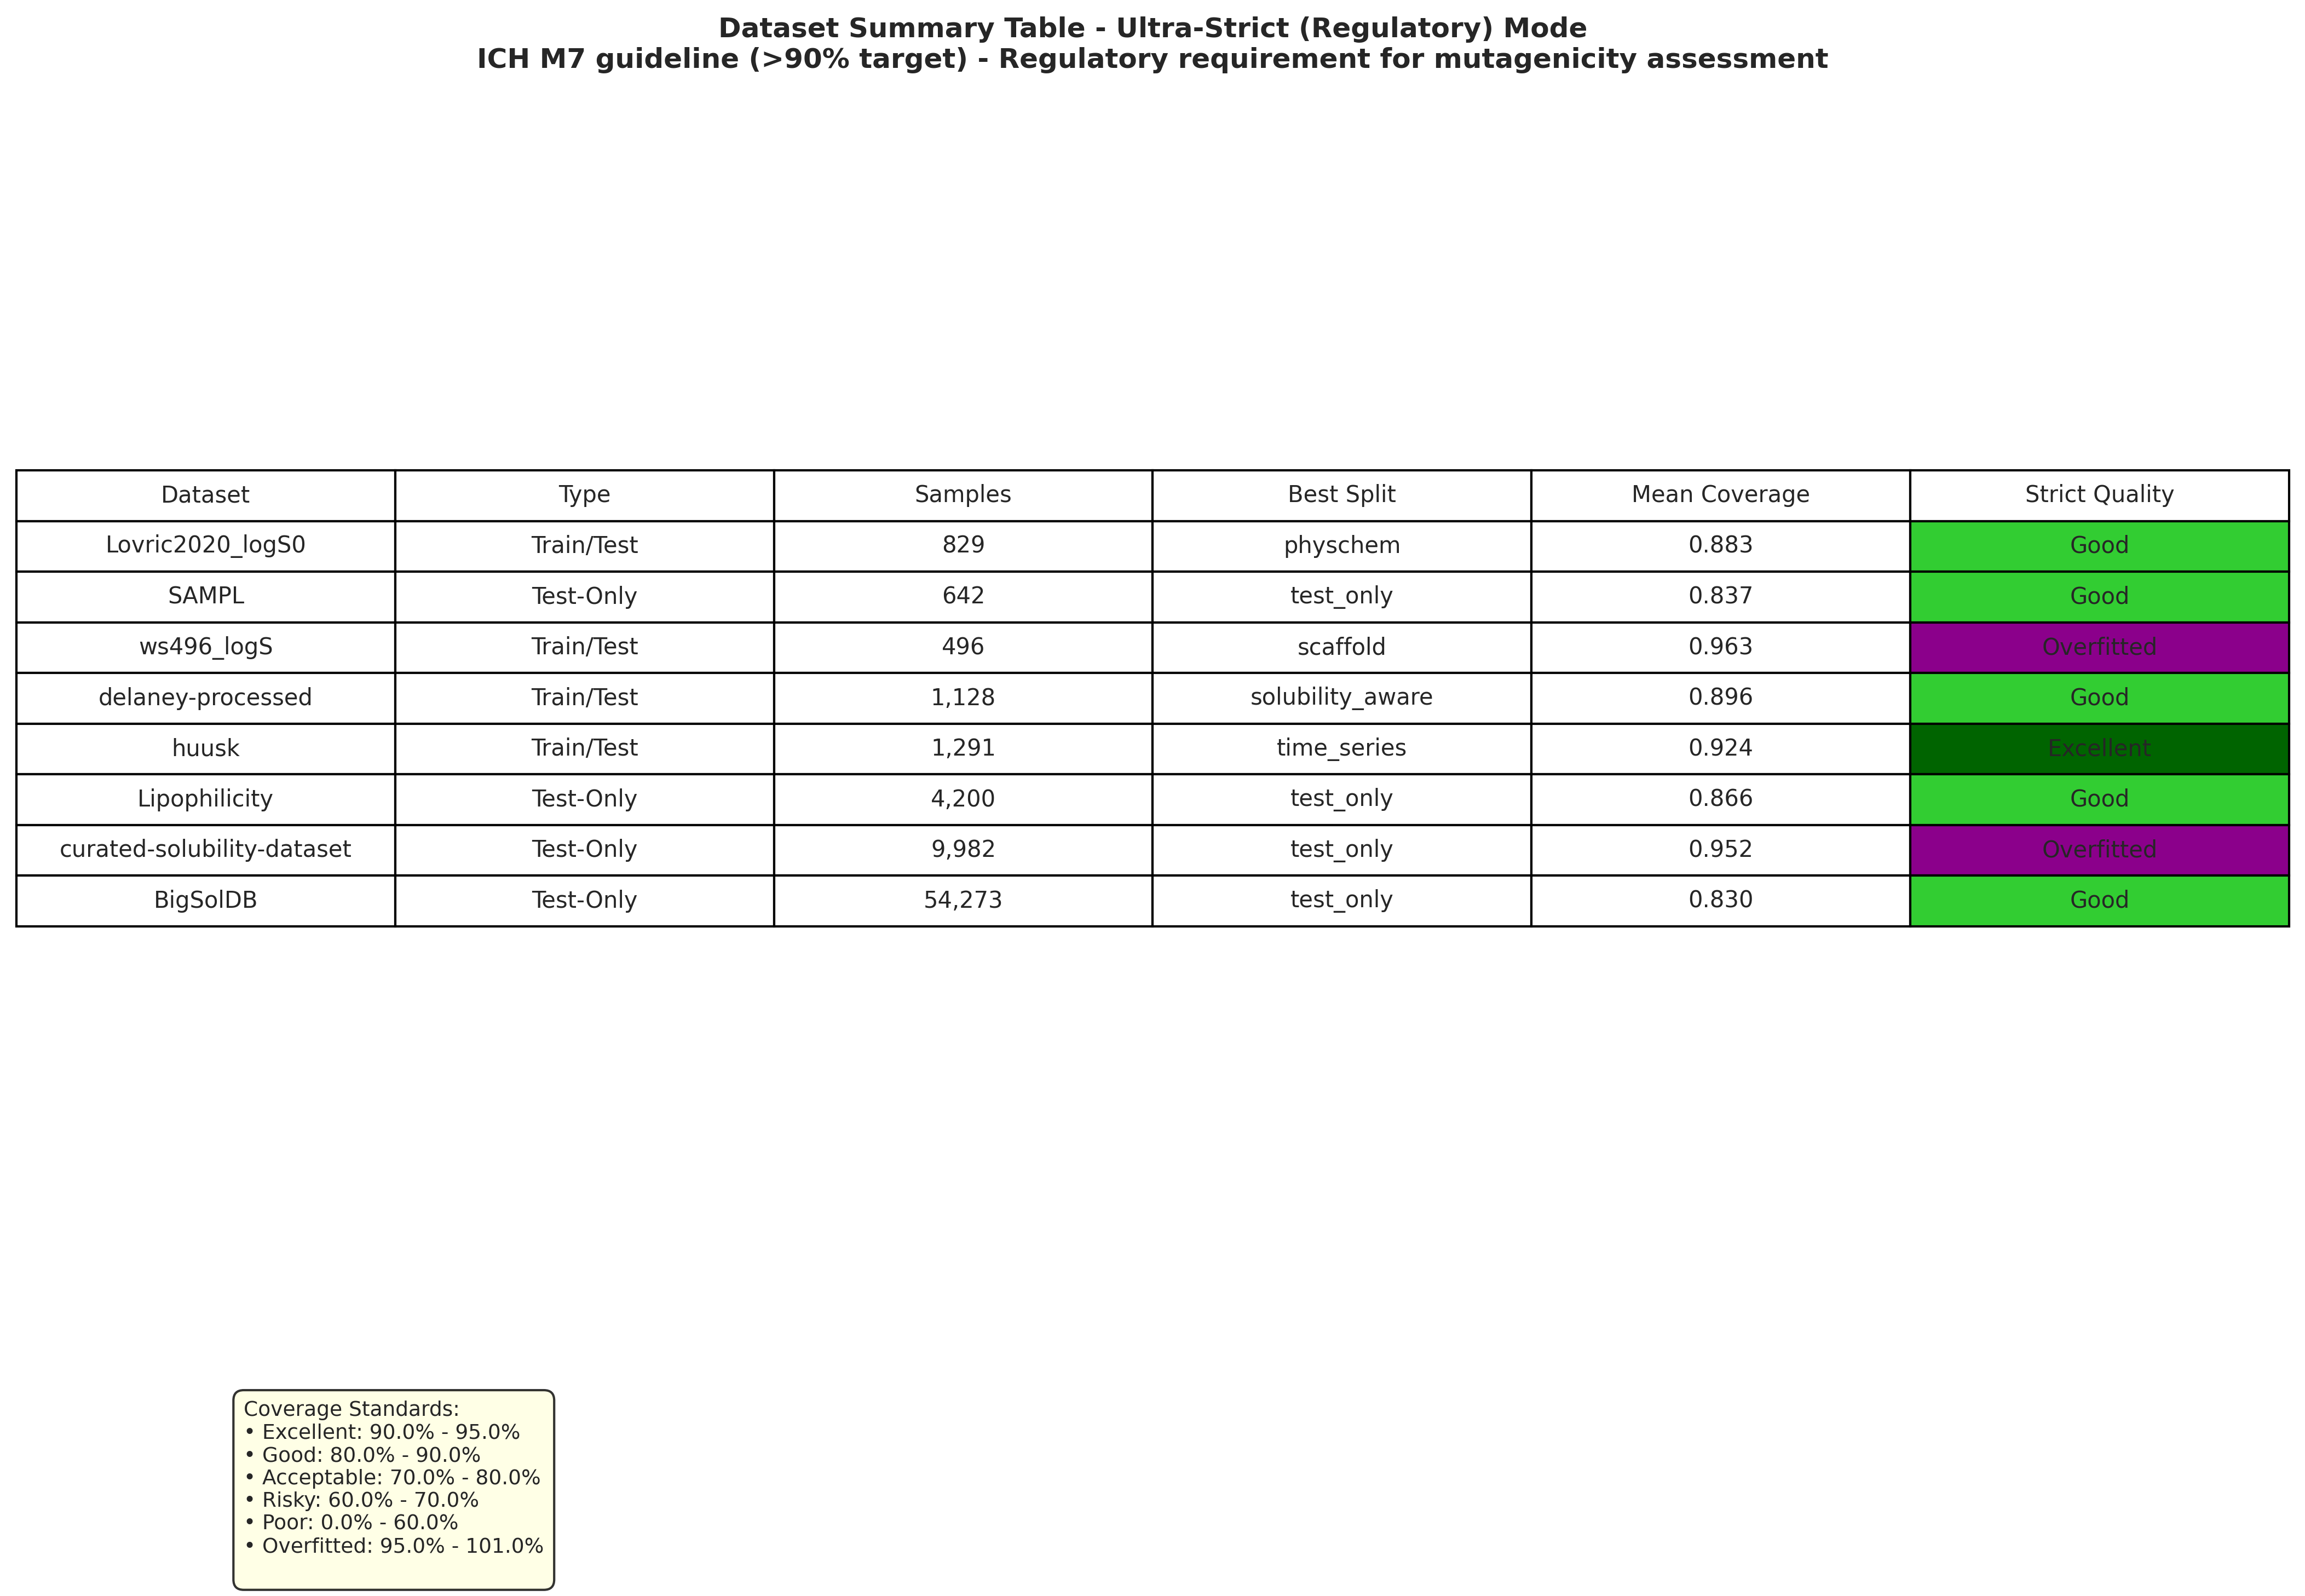 Dataset Summary Table - Ultra-Strict (Regulatory) Mode
ICH M7 guideline (>90% target) - Regulatory requirement for mutagenicity assessment
Dataset Type Samples Best Split Mean Coverage Strict Quality
Lovric2020_logS0 Train/Test 829 physchem 0.883 Good
SAMPL Test-Only 642 test_only 0.837 Good
ws496_logS Train/Test 496 scaffold 0.963 Overfitted
delaney-processed Train/Test 1,128 solubility_aware 0.896 Good
huusk Train/Test 1,291 time_series 0.924 Excellent
Lipophilicity Test-Only 4,200 test_only 0.866 Good
curated-solubility-dataset Test-Only 9,982 test_only 0.952 Overfitted
BigSolDB Test-Only 54,273 test_only 0.830 Good
Coverage Standards:
• Excellent: 90.0% - 95.0%
• Good: 80.0% - 90.0%
• Acceptable: 70.0% - 80.0%
• Risky: 60.0% - 70.0%
• Poor: 0.0% - 60.0%
• Overfitted: 95.0% - 101.0%